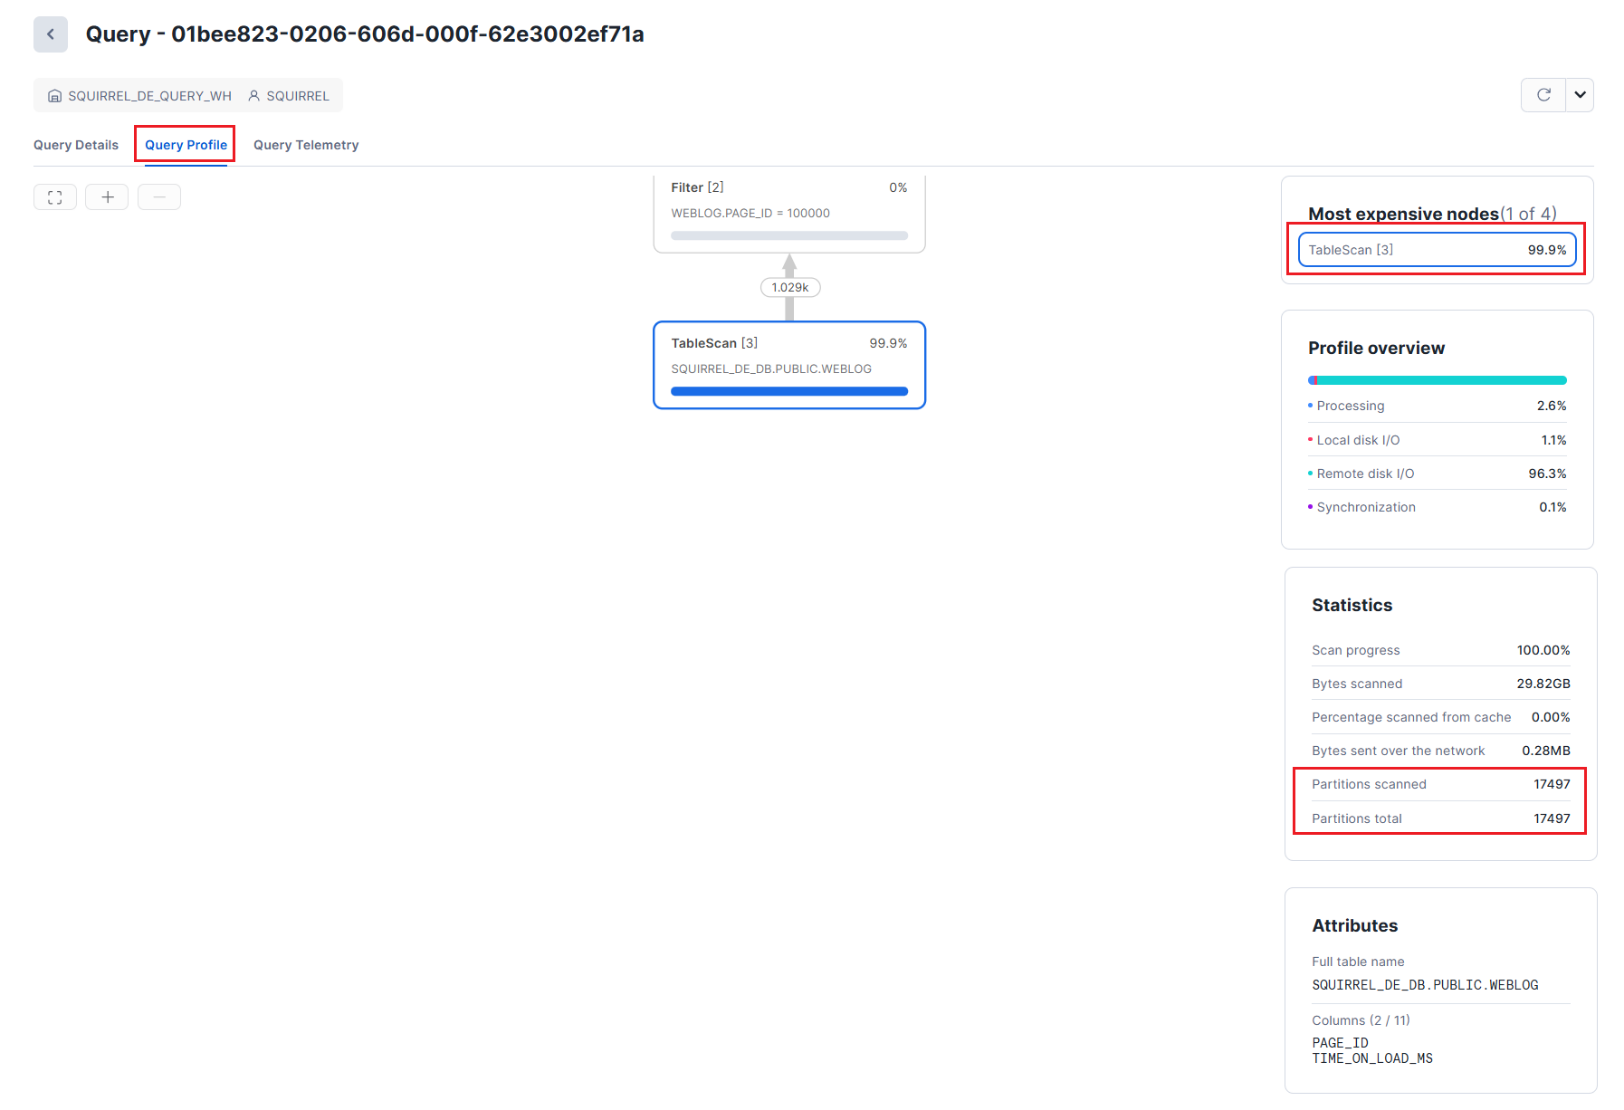 Query - 01bee823-0206-606d-000f-62e3002ef71a
SQUIRREL_DE_QUERY_WH SQUIRREL
Query Details Query Profile Query Telemetry
Filter [2] 0%
WEBLOG.PAGE_ID = 100000
1.029k
TableScan [3] 99.9%
SQUIRREL_DE_DB.PUBLIC.WEBLOG
Most expensive nodes(1 of 4)
TableScan [3] 99.9%
Profile overview
Processing 2.6%
Local disk I/O 1.1%
Remote disk I/O 96.3%
Synchronization 0.1%
Statistics
Scan progress 100.00%
Bytes scanned 29.82GB
Percentage scanned from cache 0.00%
Bytes sent over the network 0.28MB
Partitions scanned 17497
Partitions total 17497
Attributes
Full table name
SQUIRREL_DE_DB.PUBLIC.WEBLOG
Columns (2 / 11)
PAGE_ID
TIME_ON_LOAD_MS